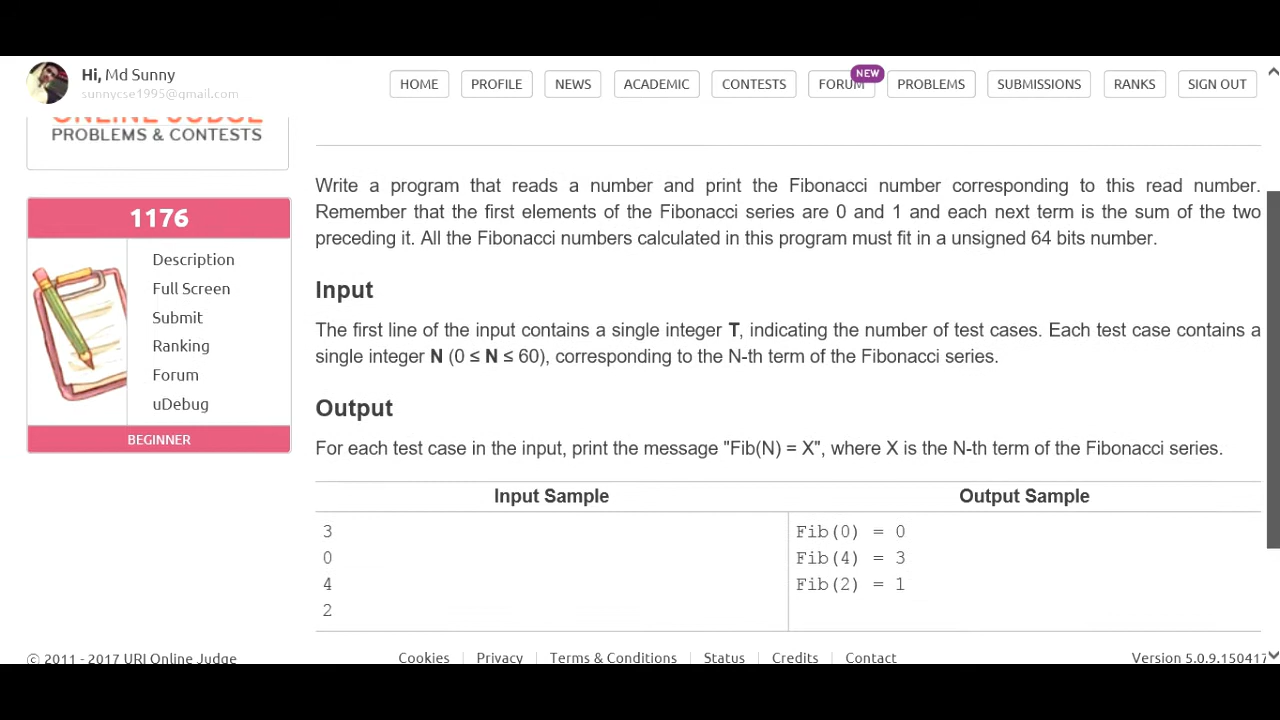 Hi, Md Sunny
sunnycse1995@gmail.com
HOME PROFILE NEWS ACADEMIC CONTESTS FORUM NEW PROBLEMS SUBMISSIONS RANKS SIGN OUT
ONLINE JUDGE
PROBLEMS & CONTESTS
1176
Description
Full Screen
Submit
Ranking
Forum
uDebug
BEGINNER
Write a program that reads a number and print the Fibonacci number corresponding to this read number.
Remember that the first elements of the Fibonacci series are 0 and 1 and each next term is the sum of the two
preceding it. All the Fibonacci numbers calculated in this program must fit in a unsigned 64 bits number.
Input
The first line of the input contains a single integer T, indicating the number of test cases. Each test case contains a
single integer N (0 ≤ N ≤ 60), corresponding to the N-th term of the Fibonacci series.
Output
For each test case in the input, print the message "Fib(N) = X", where X is the N-th term of the Fibonacci series.
Input Sample Output Sample
3 Fib(0) = 0
0 Fib(4) = 3
4 Fib(2) = 1
2
© 2011 - 2017 URI Online Judge Cookies Privacy Terms & Conditions Status Credits Contact Version 5.0.9.150417